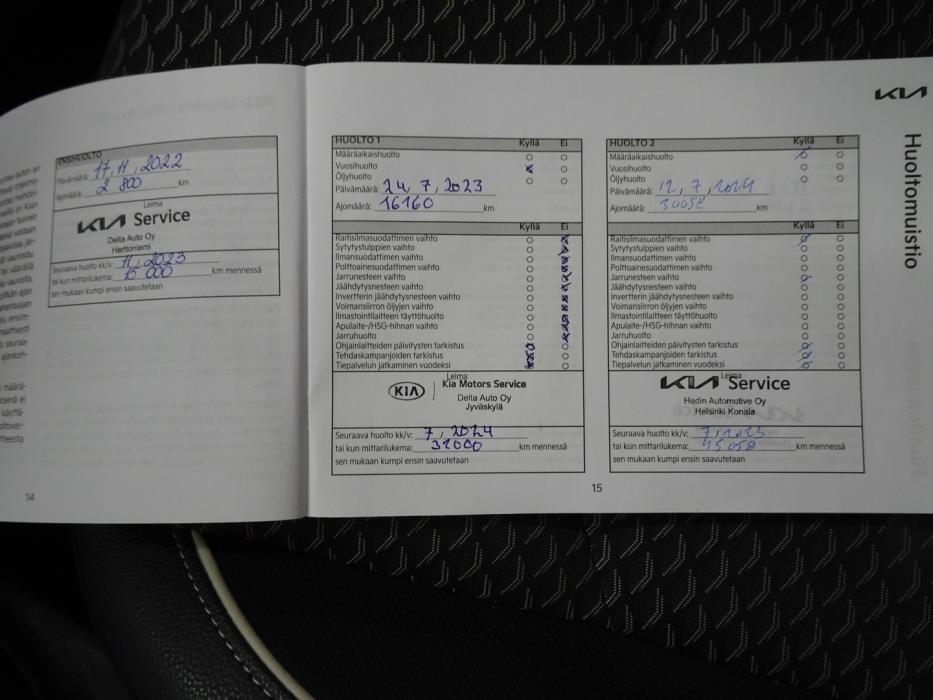 KIA
Huoltomuistio
ENSIHUOLTO
Päivämäärä: 17, 11, 2022
Ajomäärä: 2 800 km
Leima
KIA Service
Delta Auto Oy
Herttoniemi
Seuraava huolto kk/v: 11, 2023
tai kun mittarilukema: 15 000 km mennessä
sen mukaan kumpi ensin saavutetaan
14
HUOLTO 1 Kyllä Ei
Määräaikaishuolto
Vuosihuolto
Öljyhuolto
Päivämäärä: 24, 7, 2023
Ajomäärä: 16160 km
Kyllä Ei
Raitisilmasuodattimen vaihto
Sytytystulppien vaihto
Ilmansuodattimen vaihto
Polttoainesuodattimen vaihto
Jarrunesteen vaihto
Jäähdytysnesteen vaihto
Invertterin jäähdytysnesteen vaihto
Voimansiirron öljyjen vaihto
Ilmastointilaitteen täyttöhuolto
Apulaite-/HSG-hihnan vaihto
Jarruhuolto
Ohjainlaitteiden päivitysten tarkistus
Tehdaskampanjoiden tarkistus
Tiepalvelun jatkaminen vuodeksi
Leima
KIA Kia Motors Service
Delta Auto Oy
Jyväskylä
Seuraava huolto kk/v: 7, 2024
tai kun mittarilukema: 31000 km mennessä
sen mukaan kumpi ensin saavutetaan
HUOLTO 2 Kyllä Ei
Määräaikaishuolto
Vuosihuolto
Öljyhuolto
Päivämäärä: 12, 7, 2024
Ajomäärä: 30058 km
Kyllä Ei
Raitisilmasuodattimen vaihto
Sytytystulppien vaihto
Ilmansuodattimen vaihto
Polttoainesuodattimen vaihto
Jarrunesteen vaihto
Jäähdytysnesteen vaihto
Invertterin jäähdytysnesteen vaihto
Voimansiirron öljyjen vaihto
Ilmastointilaitteen täyttöhuolto
Apulaite-/HSG-hihnan vaihto
Jarruhuolto
Ohjainlaitteiden päivitysten tarkistus
Tehdaskampanjoiden tarkistus
Tiepalvelun jatkaminen vuodeksi
Leima
KIA Service
Hedin Automotive Oy
Helsinki Konala
Seuraava huolto kk/v: 7,
tai kun mittarilukema: 45058 km mennessä
sen mukaan kumpi ensin saavutetaan
15